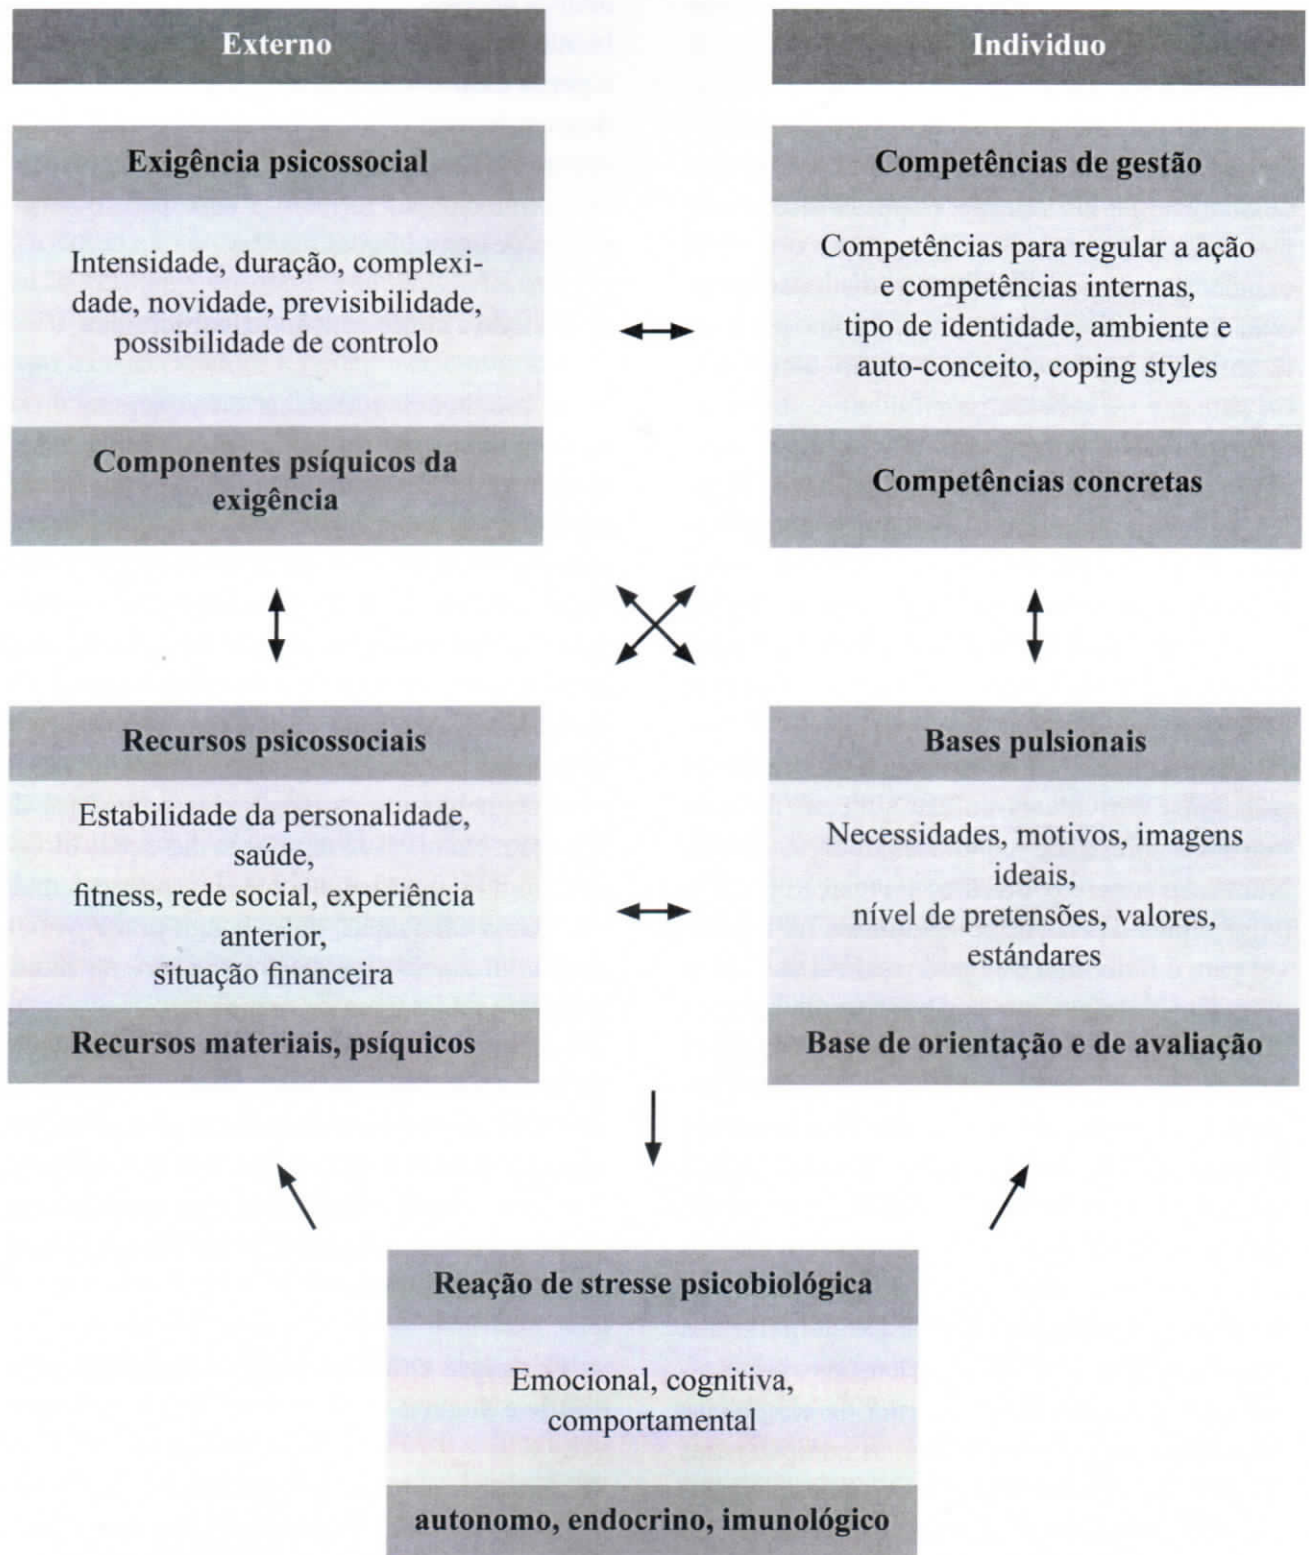 Externo
Individuo
Exigência psicossocial
Intensidade, duração, complexi-
dade, novidade, previsibilidade,
possibilidade de controlo
Componentes psíquicos da
exigência
Competências de gestão
Competências para regular a ação
e competências internas,
tipo de identidade, ambiente e
auto-conceito, coping styles
Competências concretas
Recursos psicossociais
Estabilidade da personalidade,
saúde,
fitness, rede social, experiência
anterior,
situação financeira
Recursos materiais, psíquicos
Bases pulsionais
Necessidades, motivos, imagens
ideais,
nível de pretensões, valores,
estándares
Base de orientação e de avaliação
Reação de stresse psicobiológica
Emocional, cognitiva,
comportamental
autonomo, endocrino, imunológico